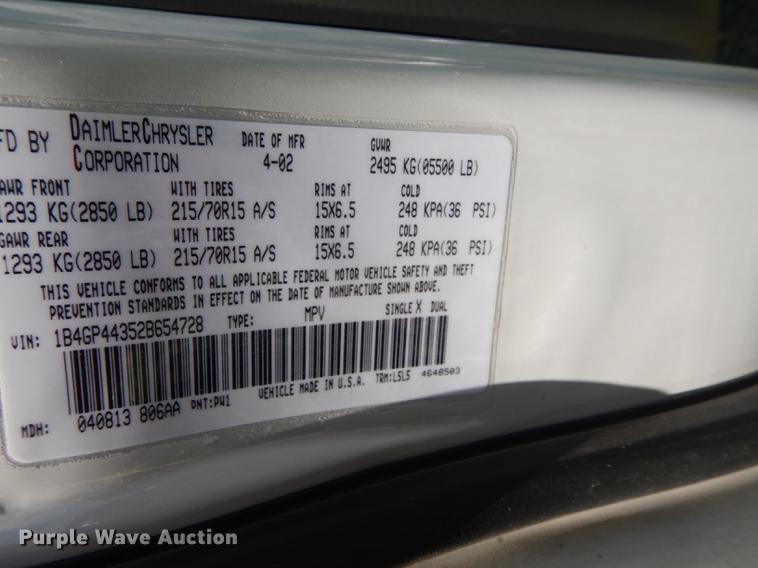 FD BY DAIMLERCHRYSLER CORPORATION DATE OF MFR 4-02 GVWR 2495 KG(05500 LB)
GAWR FRONT WITH TIRES RIMS AT COLD
1293 KG(2850 LB) 215/70R15 A/S 15X6.5 248 KPA(36 PSI)
GAWR REAR WITH TIRES RIMS AT COLD
1293 KG(2850 LB) 215/70R15 A/S 15X6.5 248 KPA(36 PSI)
THIS VEHICLE CONFORMS TO ALL APPLICABLE FEDERAL MOTOR VEHICLE SAFETY AND THEFT
PREVENTION STANDARDS IN EFFECT ON THE DATE OF MANUFACTURE SHOWN ABOVE.
VIN: 1B4GP44352B654728 TYPE: MPV SINGLE X DUAL
MDH: 040813 806AA PNT:PW1 VEHICLE MADE IN U.S.A. TRM:LSL5 4648503
Purple Wave Auction